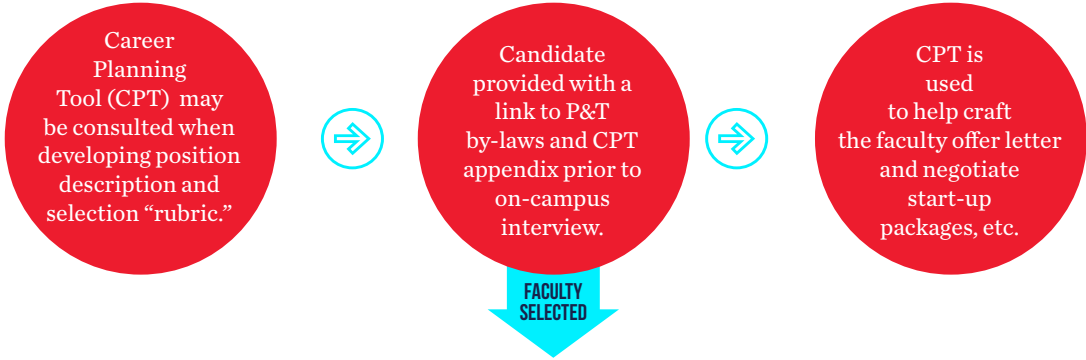 Career
Planning
Tool (CPT) may
be consulted when
developing position
description and
selection “rubric.”
Candidate
provided with a
link to P&T
by-laws and CPT
appendix prior to
on-campus
interview.
CPT is
used
to help craft
the faculty offer letter
and negotiate
start-up
packages, etc.
FACULTY
SELECTED